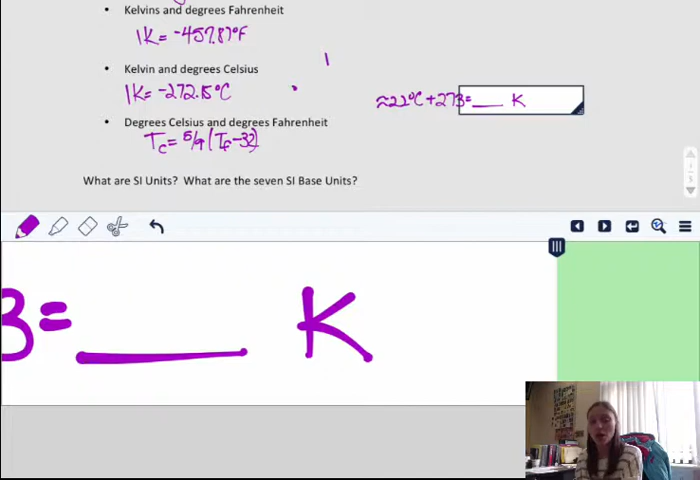 • Kelvins and degrees Fahrenheit
1K = -457.87°F
• Kelvin and degrees Celsius
1K = -272.15°C
≈22°C + 273 = ___ K
• Degrees Celsius and degrees Fahrenheit
Tc = 5/9 (TF - 32)
What are SI Units? What are the seven SI Base Units?
3 = ___ K